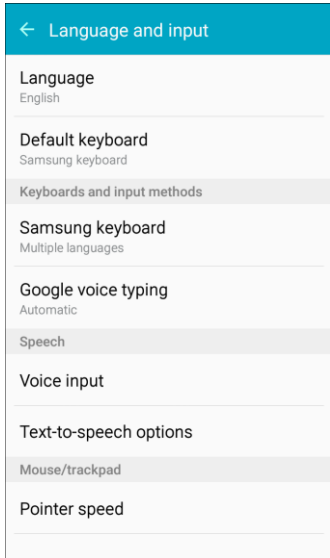 Language and input
Language
English
Default keyboard
Samsung keyboard
Keyboards and input methods
Samsung keyboard
Multiple languages
Google voice typing
Automatic
Speech
Voice input
Text-to-speech options
Mouse/trackpad
Pointer speed